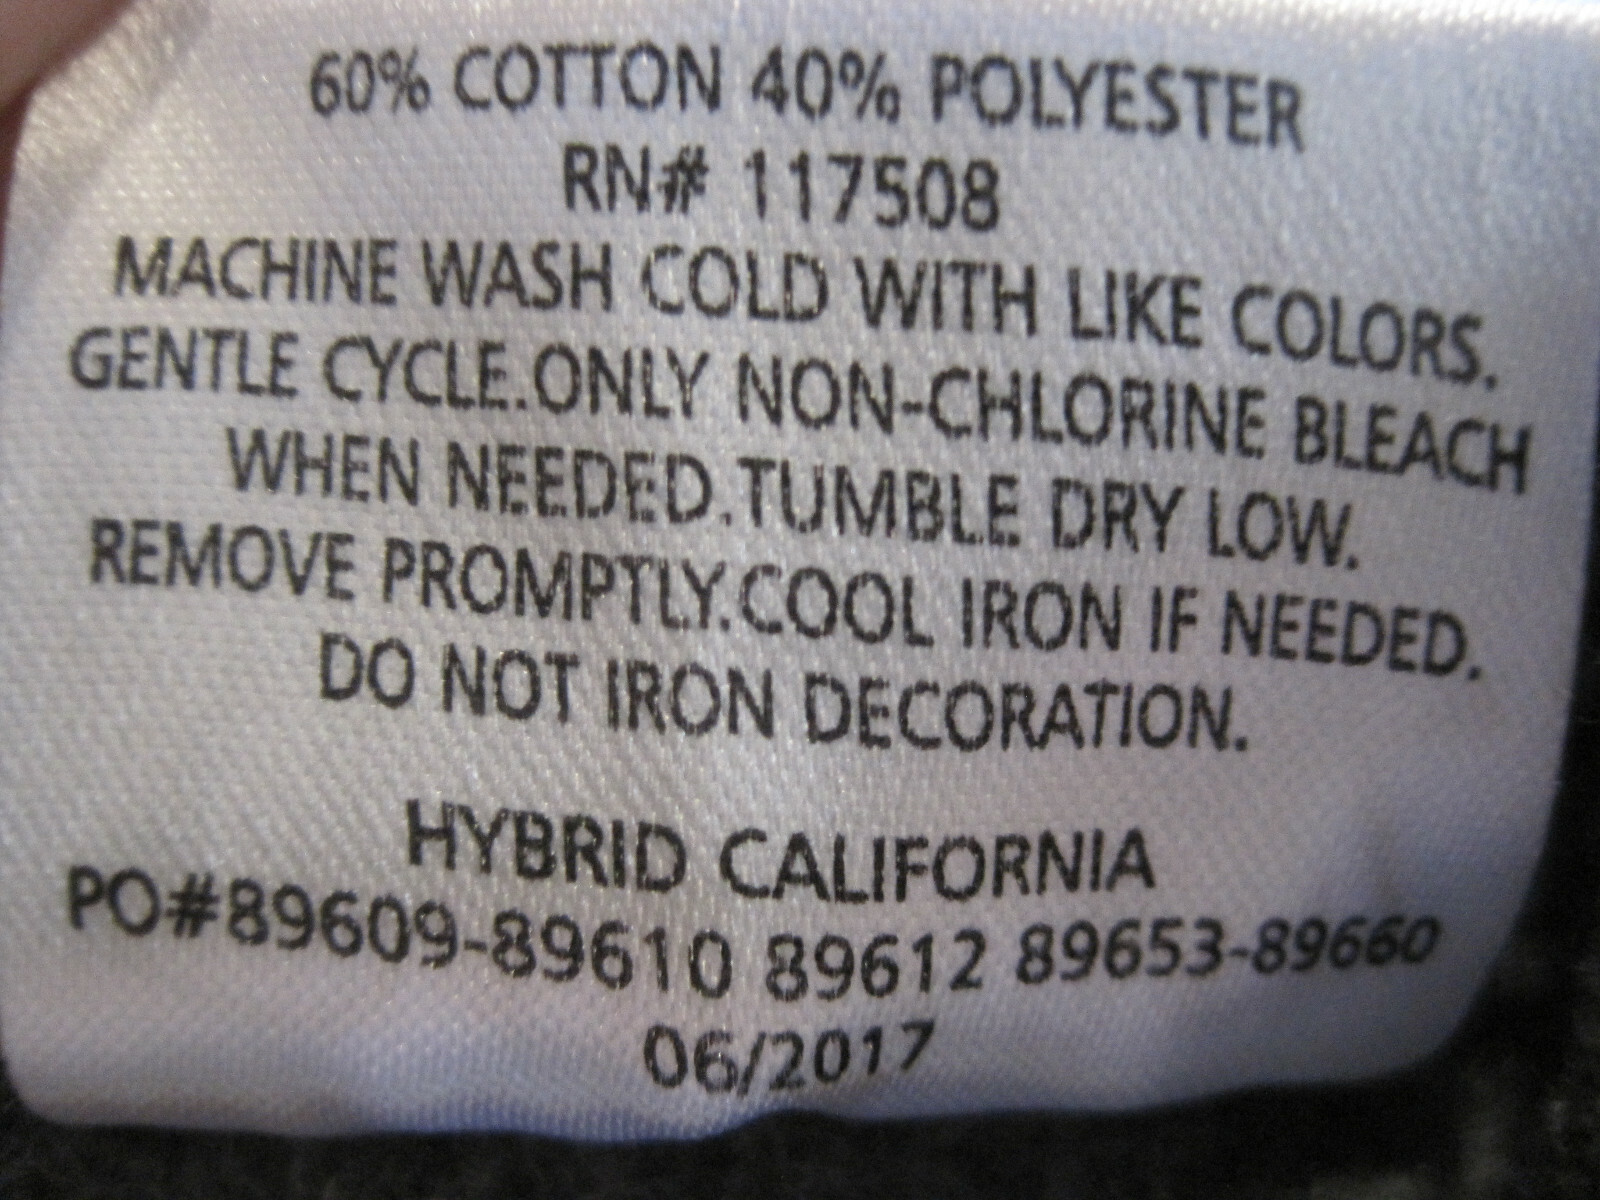 60% COTTON 40% POLYESTER
RN# 117508
MACHINE WASH COLD WITH LIKE COLORS.
GENTLE CYCLE.ONLY NON-CHLORINE BLEACH
WHEN NEEDED.TUMBLE DRY LOW.
REMOVE PROMPTLY.COOL IRON IF NEEDED.
DO NOT IRON DECORATION.
HYBRID CALIFORNIA
PO#89609-89610 89612 89653-89660
06/2017